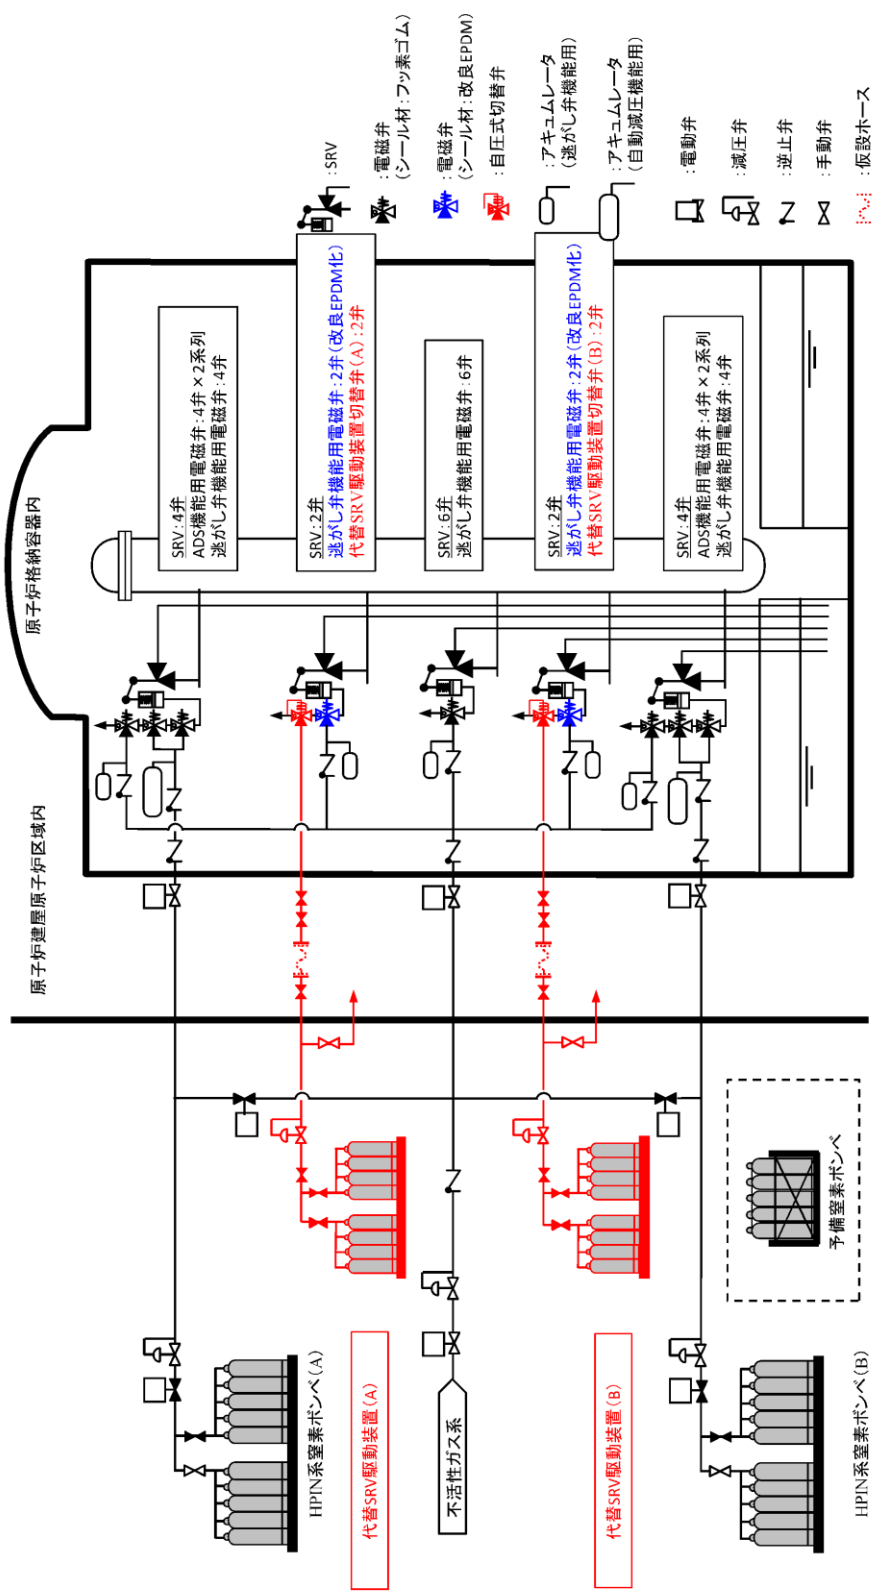 原子炉格納容器内
原子炉建屋原子炉区域内
SRV:4弁
ADS機能用電磁弁:4弁×2系列
逃がし弁機能用電磁弁:4弁
SRV:2弁
逃がし弁機能用電磁弁:2弁(改良EPDM化)
代替SRV駆動装置切替弁(A):2弁
SRV:6弁
逃がし弁機能用電磁弁:6弁
SRV:2弁
逃がし弁機能用電磁弁:2弁(改良EPDM化)
代替SRV駆動装置切替弁(B):2弁
SRV:4弁
ADS機能用電磁弁:4弁×2系列
逃がし弁機能用電磁弁:4弁
:SRV
:電磁弁
(シール材:フッ素ゴム)
:電磁弁
(シール材:改良EPDM)
:自圧式切替弁
:アキュムレータ
(逃がし弁機能用)
:アキュムレータ
(自動減圧機能用)
:電動弁
:減圧弁
:逆止弁
:手動弁
:仮設ホース
HPIN系窒素ボンベ(A)
代替SRV駆動装置(A)
不活性ガス系
代替SRV駆動装置(B)
予備窒素ボンベ
HPIN系窒素ボンベ(B)